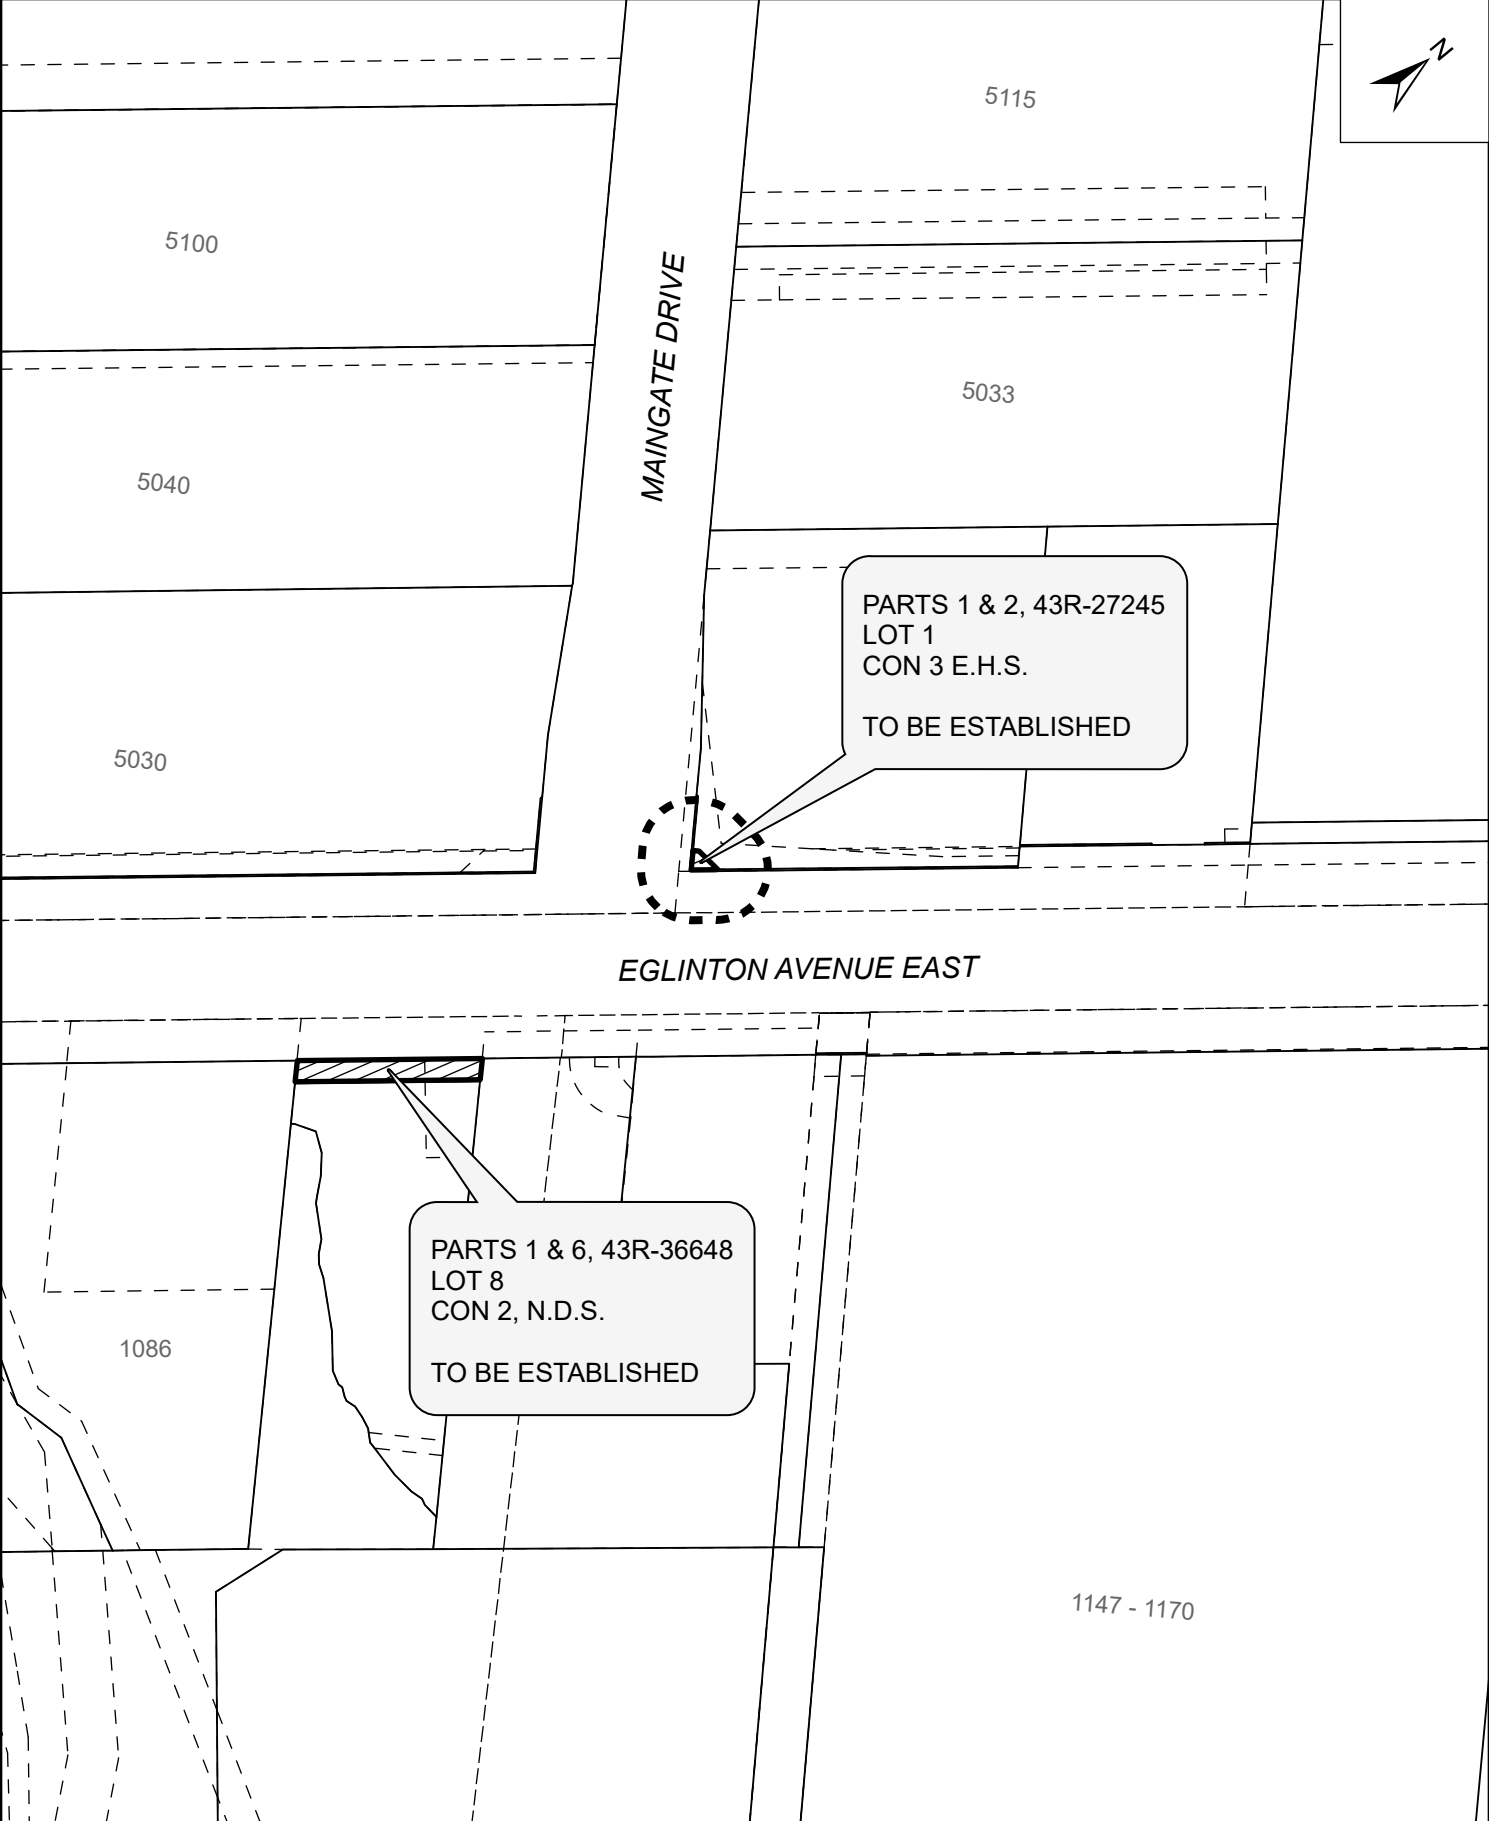 N
5115
5100
MAINGATE DRIVE
5033
5040
PARTS 1 & 2, 43R-27245
LOT 1
CON 3 E.H.S.
TO BE ESTABLISHED
5030
EGLINTON AVENUE EAST
PARTS 1 & 6, 43R-36648
LOT 8
CON 2, N.D.S.
TO BE ESTABLISHED
1086
1147 - 1170